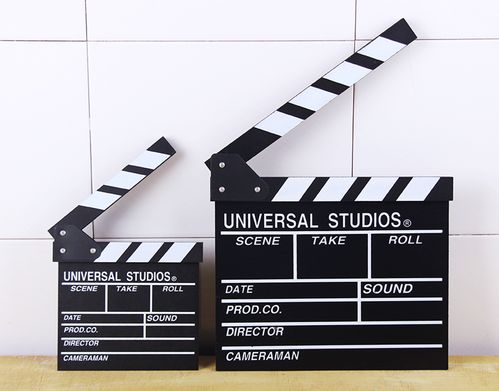 UNIVERSAL STUDIOS®
SCENE TAKE ROLL
DATE SOUND
PROD.CO.
DIRECTOR
CAMERAMAN
UNIVERSAL STUDIOS®
SCENE TAKE ROLL
DATE SOUND
PROD.CO.
DIRECTOR
CAMERAMAN